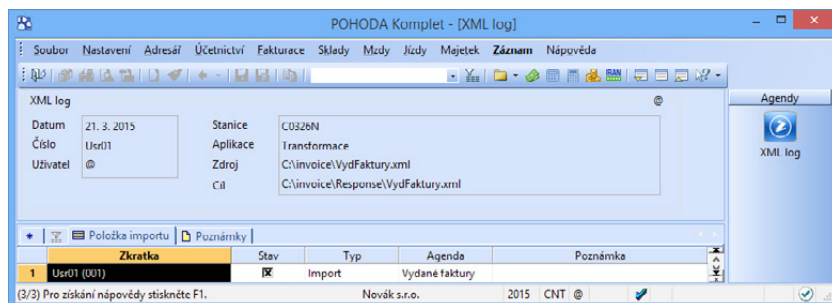 POHODA Komplet - [XML log]
Soubor Nastavení Adresář Účetnictví Fakturace Sklady Mzdy Jízdy Majetek Záznam Nápověda
XML log @
Agendy
Datum 21. 3. 2015 Stanice C0326N
Číslo Usr01 Aplikace Transformace
Uživatel @ Zdroj C:\invoice\VydFaktury.xml
Cíl C:\invoice\Response\VydFaktury.xml
XML log
Položka importu Poznámky
Zkratka Stav Typ Agenda Poznámka
1 Usr01 (001) Import Vydané faktury
(3/3) Pro získání nápovědy stiskněte F1. Novák s.r.o. 2015 CNT @